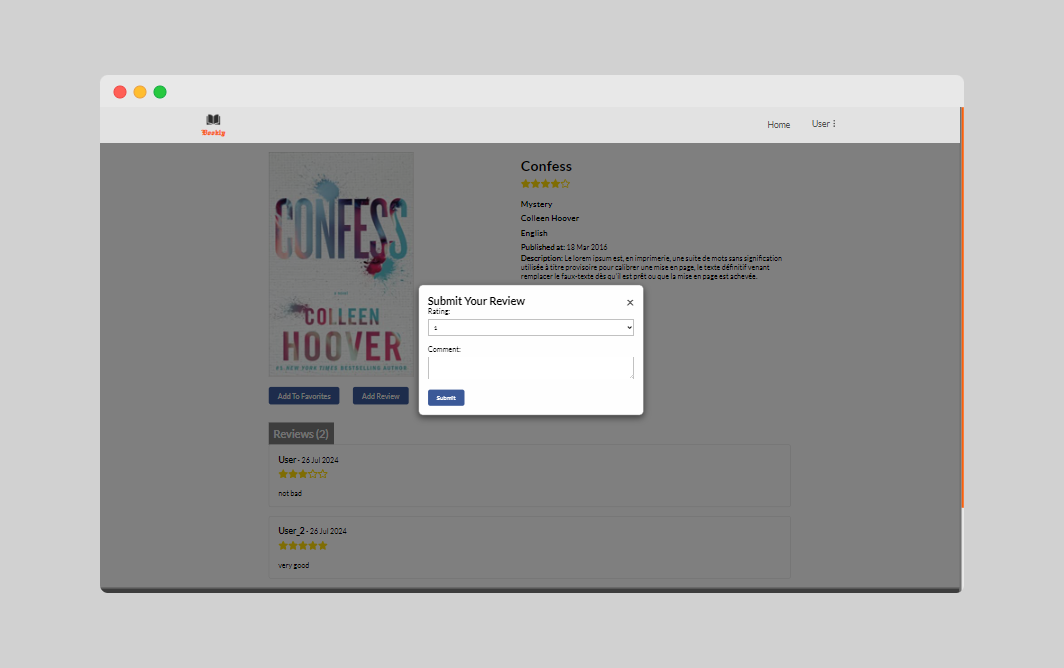 Weekly
Home
User
CONFESS
A NOVEL
COLLEEN
HOOVER
#1 NEW YORK TIMES BESTSELLING AUTHOR
Confess
Mystery
Colleen Hoover
English
Published at: 18 Mar 2016
Description: Le lorem ipsum est, en imprimerie, une suite de mots sans signification
utilisée à titre provisoire pour calibrer une mise en page, le texte définitif venant
remplacer le faux-texte dès qu'il est prêt ou que la mise en page est achevée.
Submit Your Review
×
Rating:
1
Comment:
Submit
Add To Favorites
Add Review
Reviews (2)
User - 26 Jul 2024
not bad
User_2 - 26 Jul 2024
very good